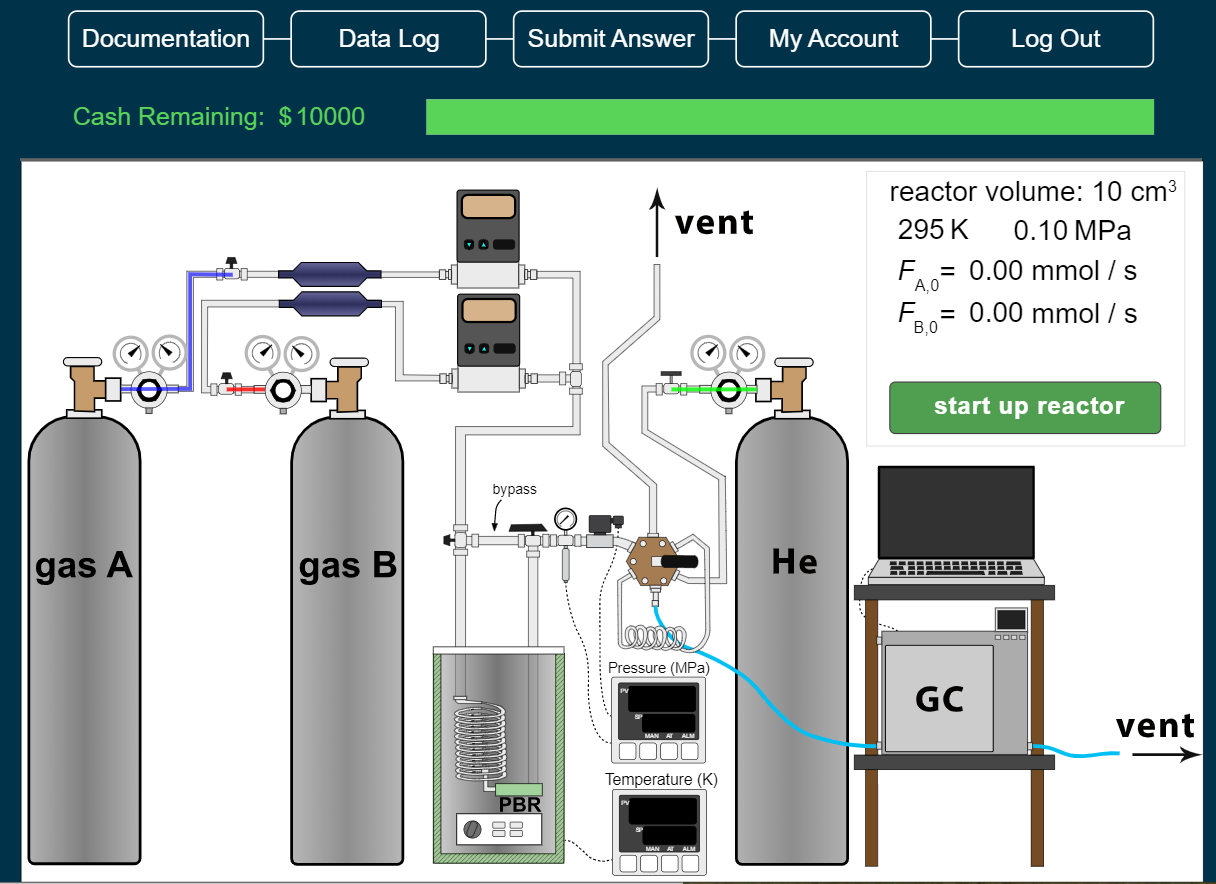 Documentation
Data Log
Submit Answer
My Account
Log Out
Cash Remaining: $10000
vent
reactor volume: 10 cm³
295 K 0.10 MPa
F_A,0 = 0.00 mmol / s
F_B,0 = 0.00 mmol / s
start up reactor
bypass
gas A
gas B
He
Pressure (MPa)
PV
SP
MAN AT ALM
GC
vent
Temperature (K)
PV
SP
MAN AT ALM
PBR